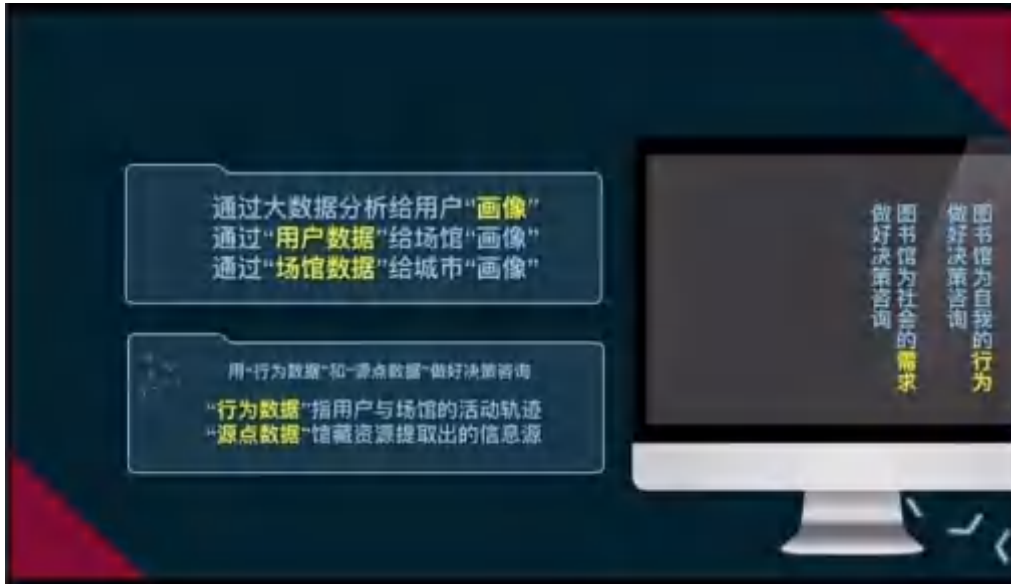 通过大数据分析给用户“画像”
通过“用户数据”给场馆“画像”
通过“场馆数据”给城市“画像”
用“行为数据”和“源点数据”做好决策咨询
“行为数据”指用户与场馆的活动轨迹
“源点数据”馆藏资源提取出的信息源
图书馆为自我的行为
做好决策咨询
图书馆为社会的需求
做好决策咨询